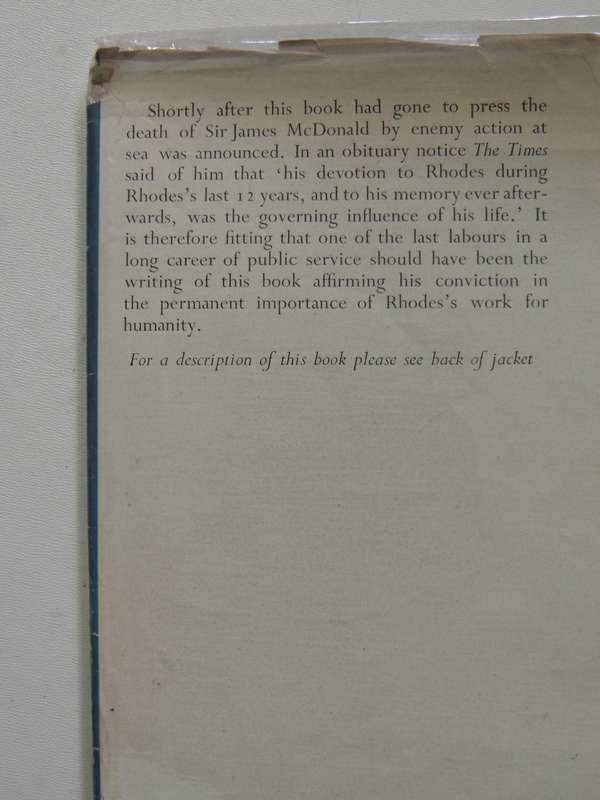 Shortly after this book had gone to press the
death of Sir James McDonald by enemy action at
sea was announced. In an obituary notice The Times
said of him that ‘his devotion to Rhodes during
Rhodes’s last 12 years, and to his memory ever after-
wards, was the governing influence of his life.’ It
is therefore fitting that one of the last labours in a
long career of public service should have been the
writing of this book affirming his conviction in
the permanent importance of Rhodes’s work for
humanity.
For a description of this book please see back of jacket